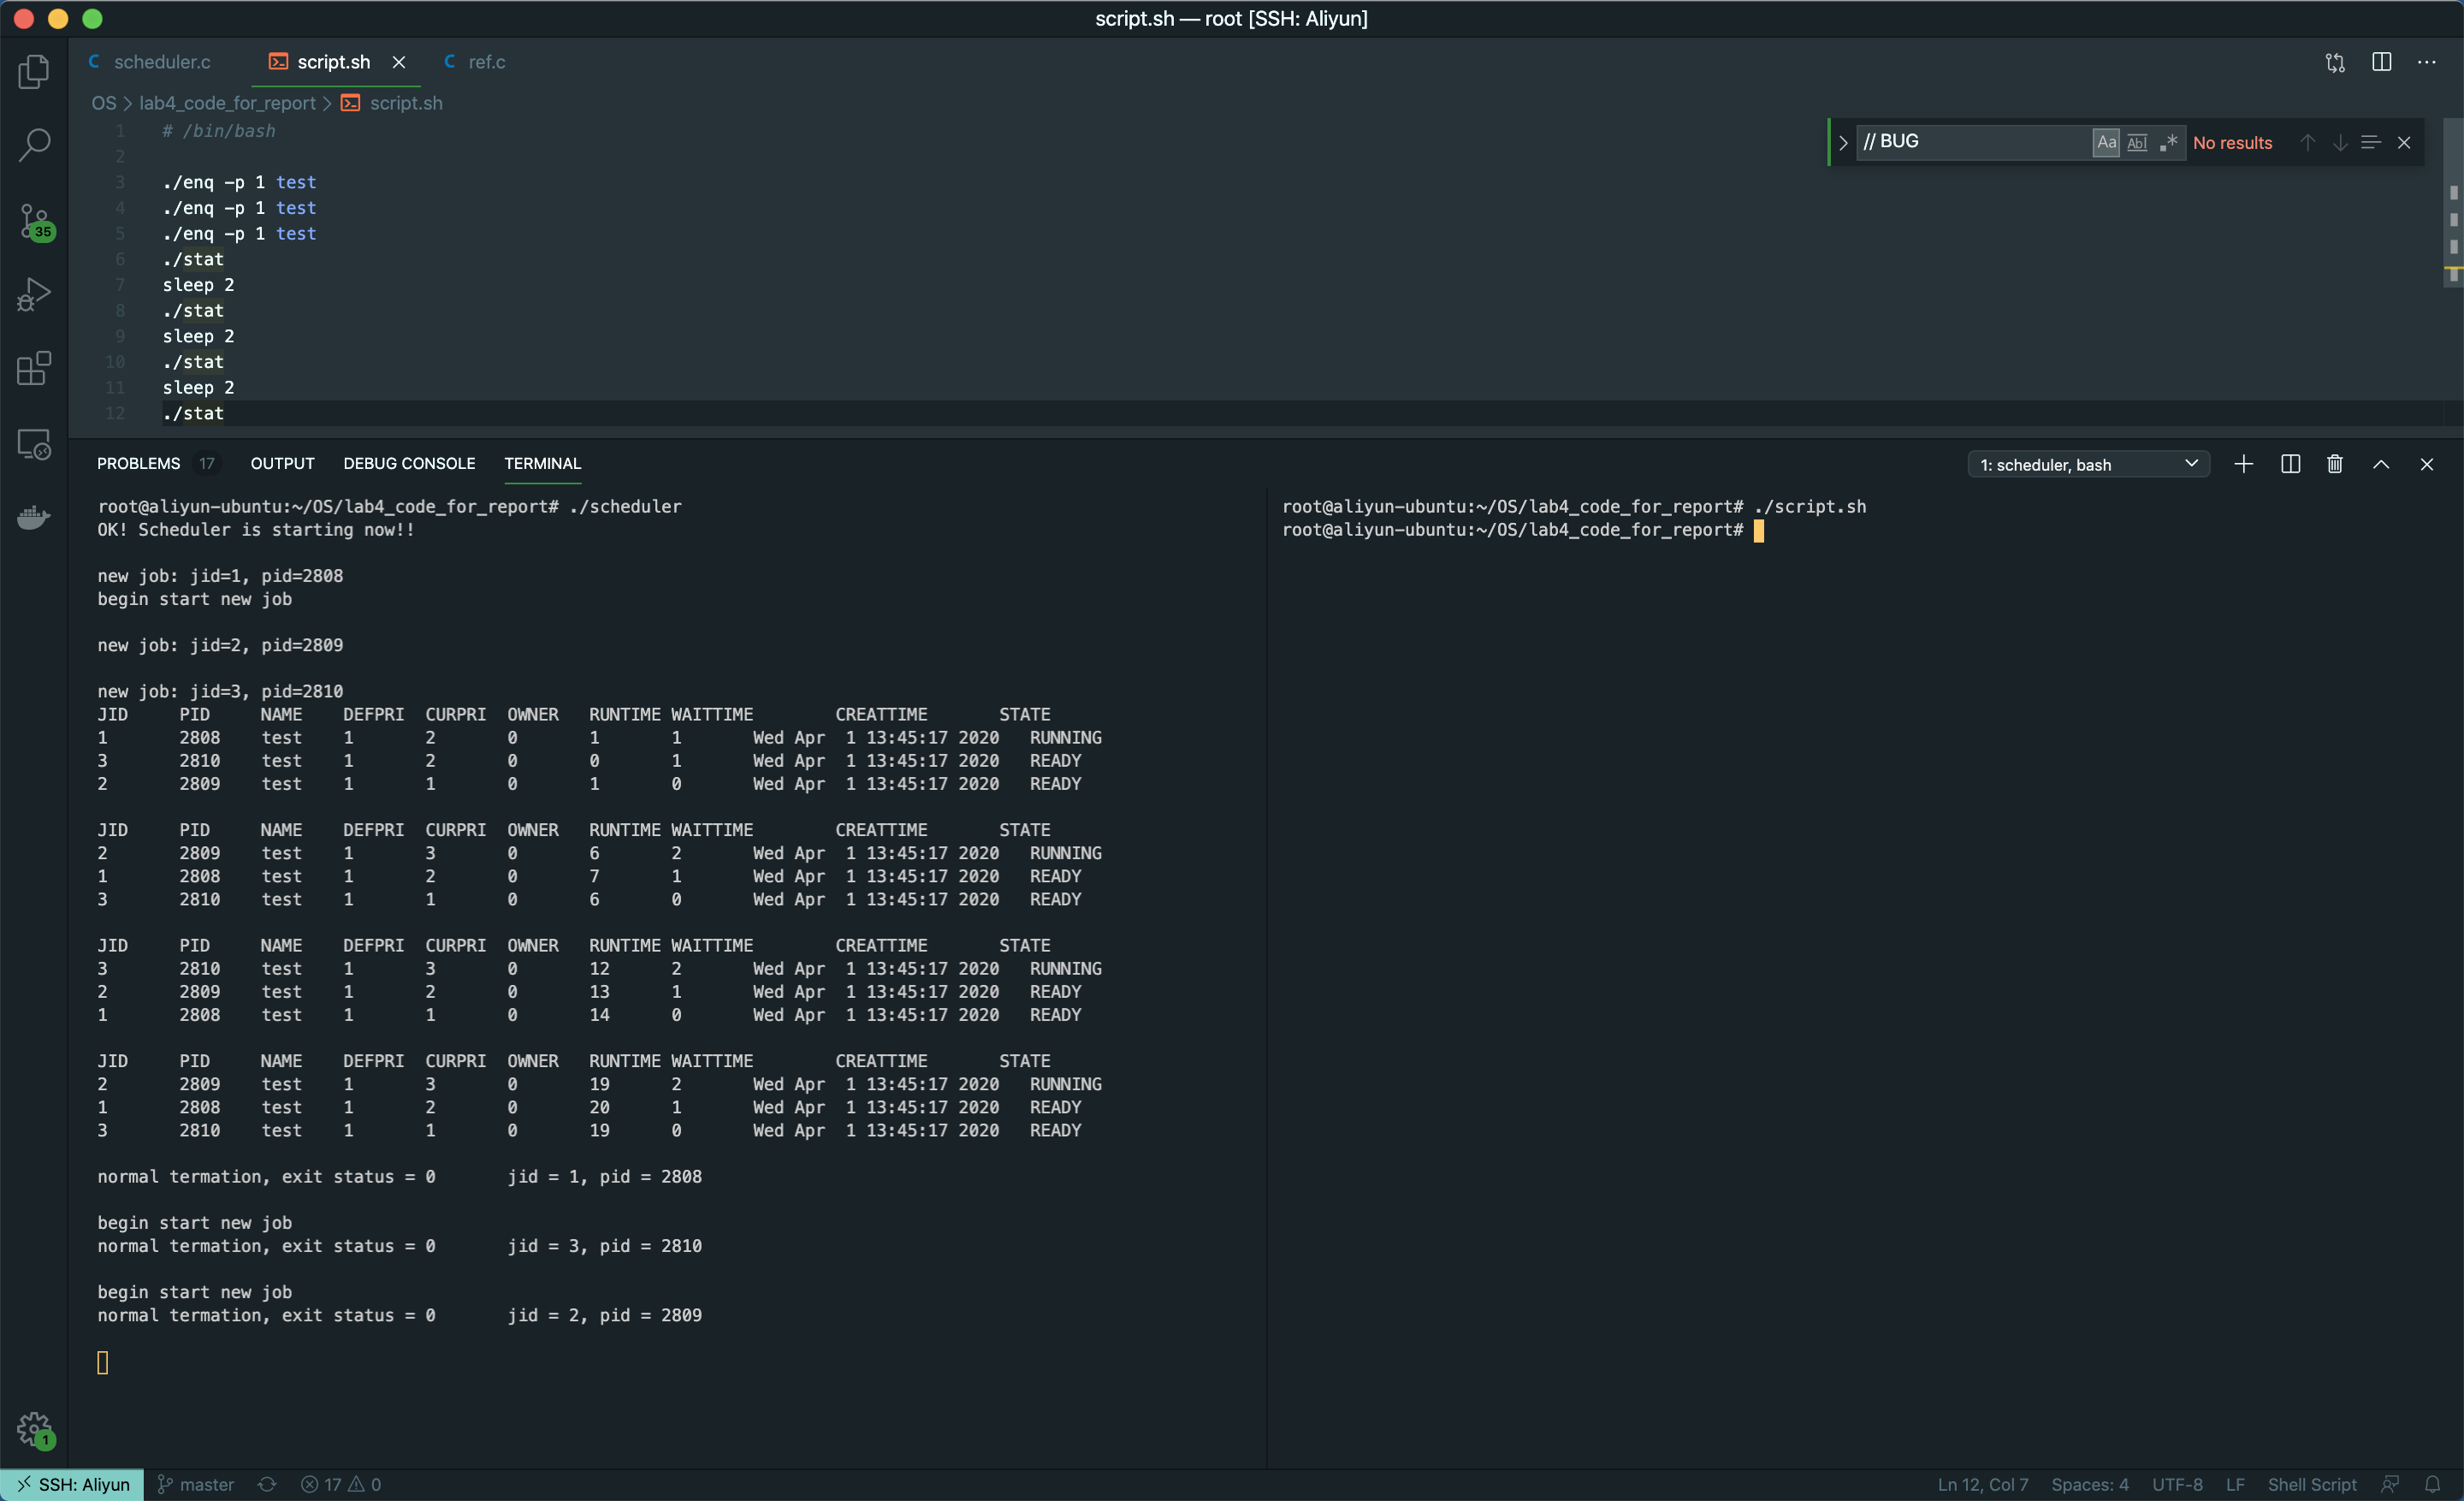 script.sh — root [SSH: Aliyun]
scheduler.c script.sh ref.c
OS > lab4_code_for_report > script.sh
// BUG Aa Abl .* No results
1 # /bin/bash
2
3 ./enq -p 1 test
4 ./enq -p 1 test
5 ./enq -p 1 test
6 ./stat
7 sleep 2
8 ./stat
9 sleep 2
10 ./stat
11 sleep 2
12 ./stat
35
PROBLEMS 17 OUTPUT DEBUG CONSOLE TERMINAL 1: scheduler, bash
root@aliyun-ubuntu:~/OS/lab4_code_for_report# ./scheduler
OK! Scheduler is starting now!!
new job: jid=1, pid=2808
begin start new job
new job: jid=2, pid=2809
new job: jid=3, pid=2810
JID PID NAME DEFPRI CURPRI OWNER RUNTIME WAITTIME CREATTIME STATE
1 2808 test 1 2 0 1 1 Wed Apr 1 13:45:17 2020 RUNNING
3 2810 test 1 2 0 0 1 Wed Apr 1 13:45:17 2020 READY
2 2809 test 1 1 0 1 0 Wed Apr 1 13:45:17 2020 READY
JID PID NAME DEFPRI CURPRI OWNER RUNTIME WAITTIME CREATTIME STATE
2 2809 test 1 3 0 6 2 Wed Apr 1 13:45:17 2020 RUNNING
1 2808 test 1 2 0 7 1 Wed Apr 1 13:45:17 2020 READY
3 2810 test 1 1 0 6 0 Wed Apr 1 13:45:17 2020 READY
JID PID NAME DEFPRI CURPRI OWNER RUNTIME WAITTIME CREATTIME STATE
3 2810 test 1 3 0 12 2 Wed Apr 1 13:45:17 2020 RUNNING
2 2809 test 1 2 0 13 1 Wed Apr 1 13:45:17 2020 READY
1 2808 test 1 1 0 14 0 Wed Apr 1 13:45:17 2020 READY
JID PID NAME DEFPRI CURPRI OWNER RUNTIME WAITTIME CREATTIME STATE
2 2809 test 1 3 0 19 2 Wed Apr 1 13:45:17 2020 RUNNING
1 2808 test 1 2 0 20 1 Wed Apr 1 13:45:17 2020 READY
3 2810 test 1 1 0 19 0 Wed Apr 1 13:45:17 2020 READY
normal termation, exit status = 0 jid = 1, pid = 2808
begin start new job
normal termation, exit status = 0 jid = 3, pid = 2810
begin start new job
normal termation, exit status = 0 jid = 2, pid = 2809
root@aliyun-ubuntu:~/OS/lab4_code_for_report# ./script.sh
root@aliyun-ubuntu:~/OS/lab4_code_for_report#
1
SSH: Aliyun master 17 0 Ln 12, Col 7 Spaces: 4 UTF-8 LF Shell Script